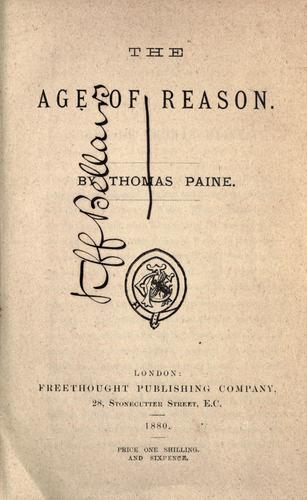 THE
AGE OF REASON.
BY THOMAS PAINE.
LONDON:
FREETHOUGHT PUBLISHING COMPANY,
28, STONECUTTER STREET, E.C.
1880.
PRICE ONE SHILLING.
AND SIXPENCE.